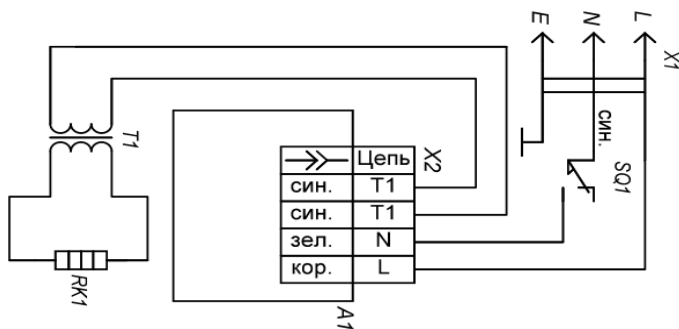 E N L
X1
T1
X2
Цепь
син.
SQ1
син. T1
син. T1
зел. N
кор. L
RK1
A1